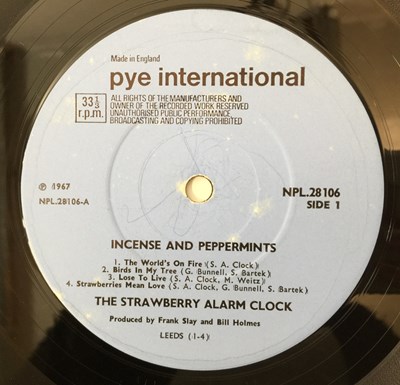 Made in England
pye international
33⅓ r.p.m.
ALL RIGHTS OF THE MANUFACTURERS AND
OWNER OF THE RECORDED WORK RESERVED
UNAUTHORISED PUBLIC PERFORMANCE
BROADCASTING AND COPYING PROHIBITED
Ⓟ 1967
NPL.28106-A
NPL.28106
SIDE 1
INCENSE AND PEPPERMINTS
1. The World's On Fire (S. A. Clock)
2. Birds In My Tree (G. Bunnell, S. Bartek)
3. Lose To Live (S. A. Clock, M. Weitz)
4. Strawberries Mean Love (S. A. Clock, G. Bunnell, S. Bartek)
THE STRAWBERRY ALARM CLOCK
Produced by Frank Slay and Bill Holmes
LEEDS (1-4)